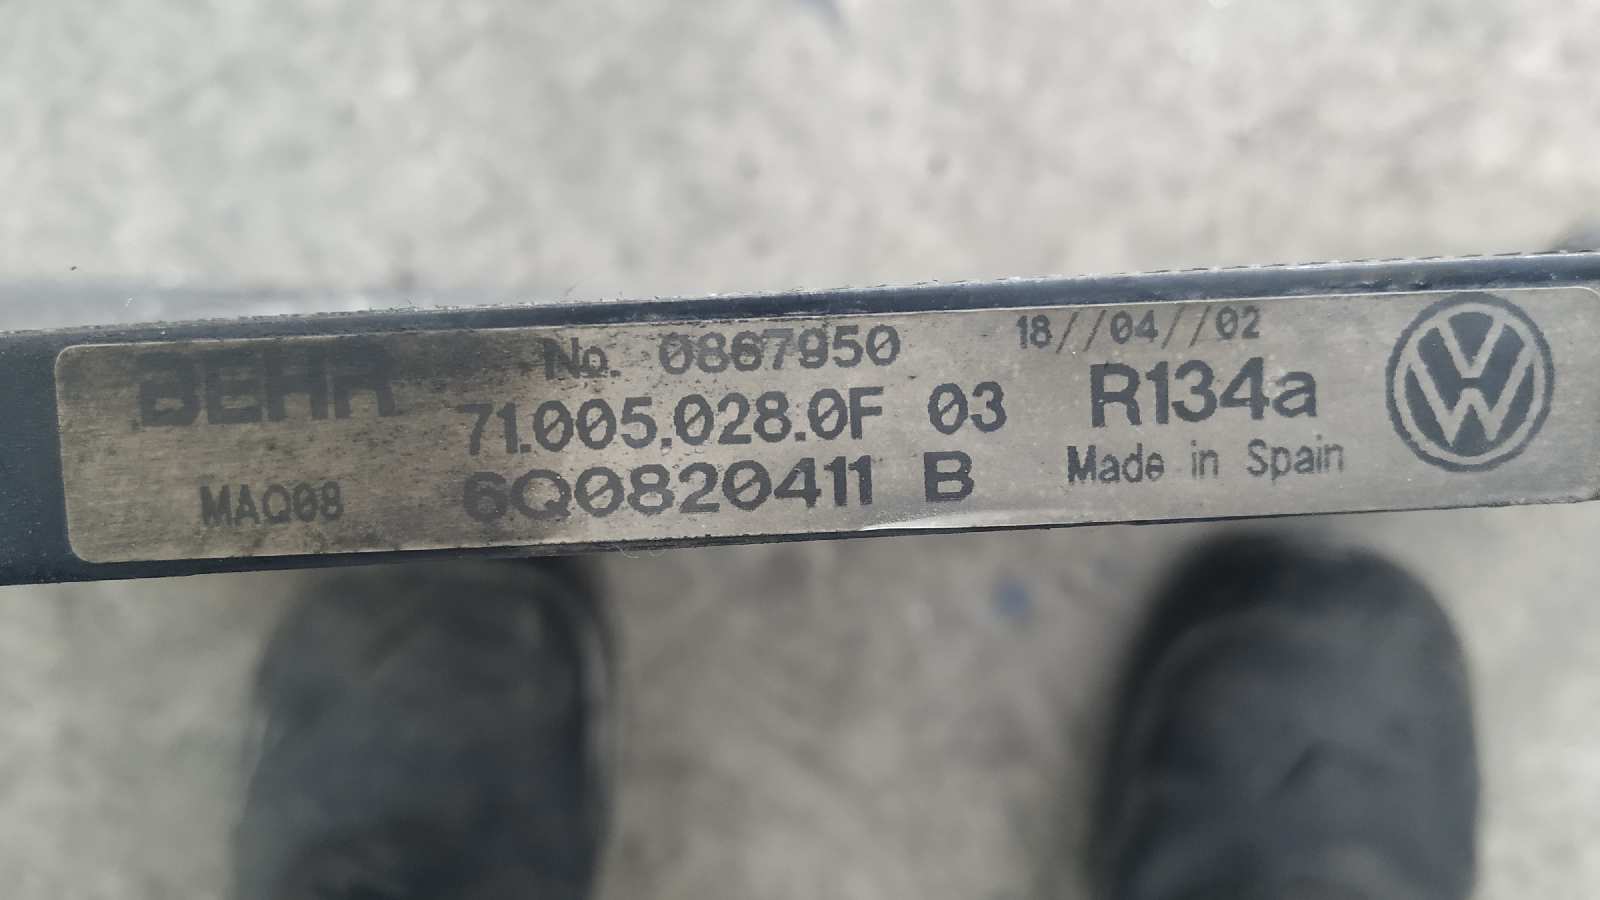 BEHR
No. 0867950
18//04//02
71.005.028.0F 03
R134a
MAQ08
6Q0820411 B
Made in Spain